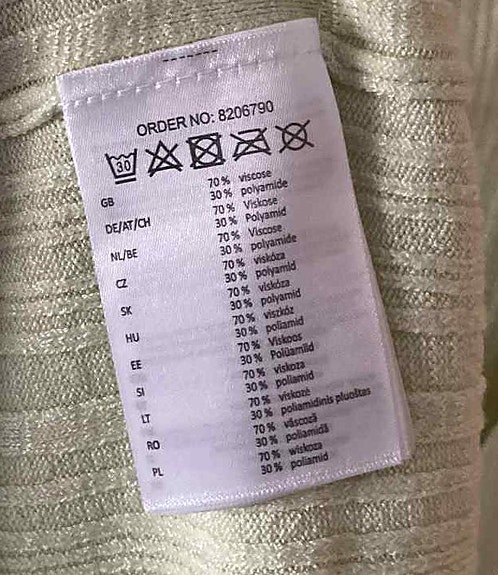 ORDER NO: 8206790
30
GB 70 % viscose
30 % polyamide
DE/AT/CH 70 % Viskose
30 % Polyamid
NL/BE 70 % Viscose
30 % polyamide
CZ 70 % viskóza
30 % polyamid
SK 70 % viskóza
30 % polyamid
HU 70 % viszkóz
30 % poliamid
EE 70 % Viskoos
30 % Polüamiid
SI 70 % viskoza
30 % poliamid
LT 70 % viskozė
30 % poliamidinis pluoštas
RO 70 % vâscoză
30 % poliamidă
PL 70 % wiskoza
30 % poliamid